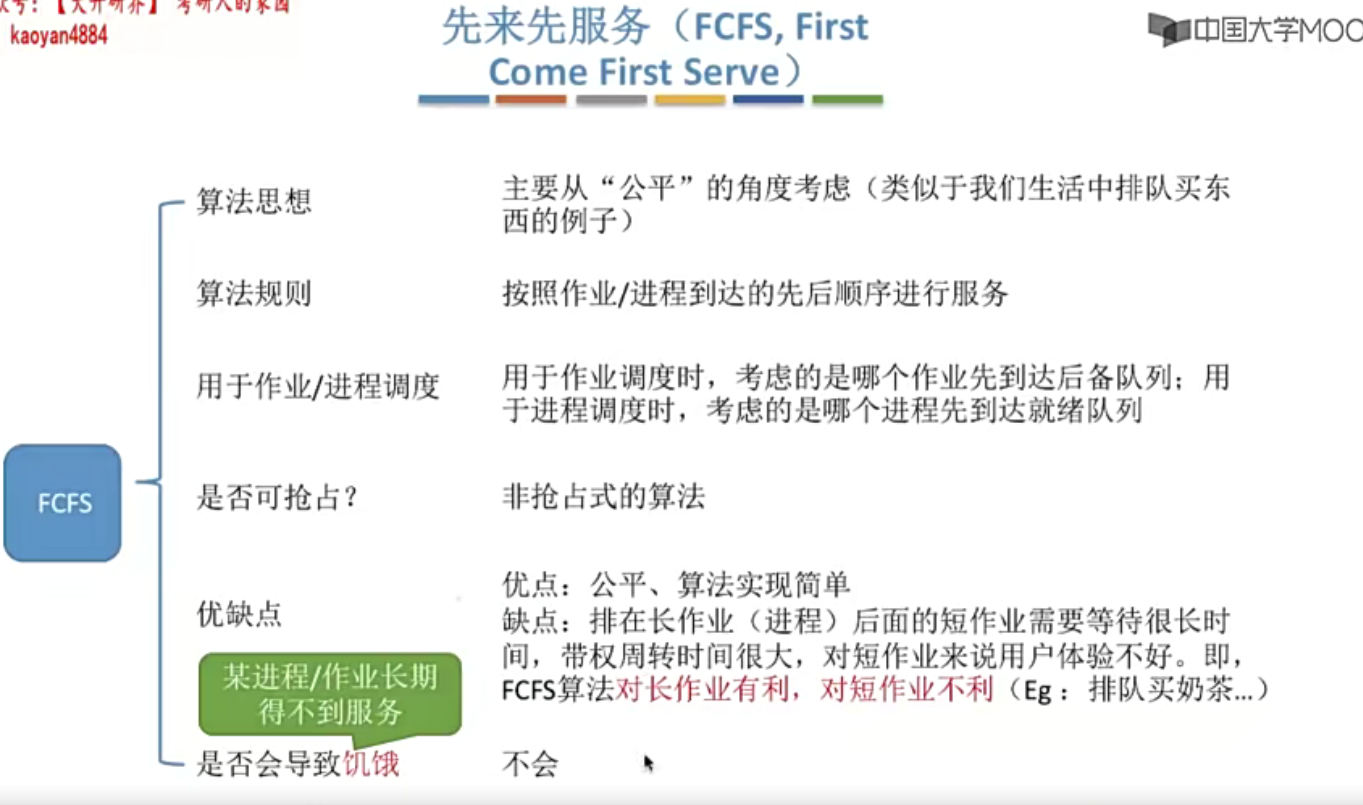 考研人的家园
kaoyan4884
先来先服务（FCFS, First
Come First Serve）
中国大学MOO
算法思想
主要从“公平”的角度考虑（类似于我们生活中排队买东
西的例子）
算法规则
按照作业/进程到达的先后顺序进行服务
用于作业/进程调度
用于作业调度时，考虑的是哪个作业先到达后备队列；用
于进程调度时，考虑的是哪个进程先到达就绪队列
FCFS
是否可抢占？
非抢占式的算法
优缺点
优点：公平、算法实现简单
缺点：排在长作业（进程）后面的短作业需要等待很长时
间，带权周转时间很大，对短作业来说用户体验不好。即，
FCFS算法对长作业有利，对短作业不利（Eg：排队买奶茶...）
某进程/作业长期
得不到服务
是否会导致饥饿
不会